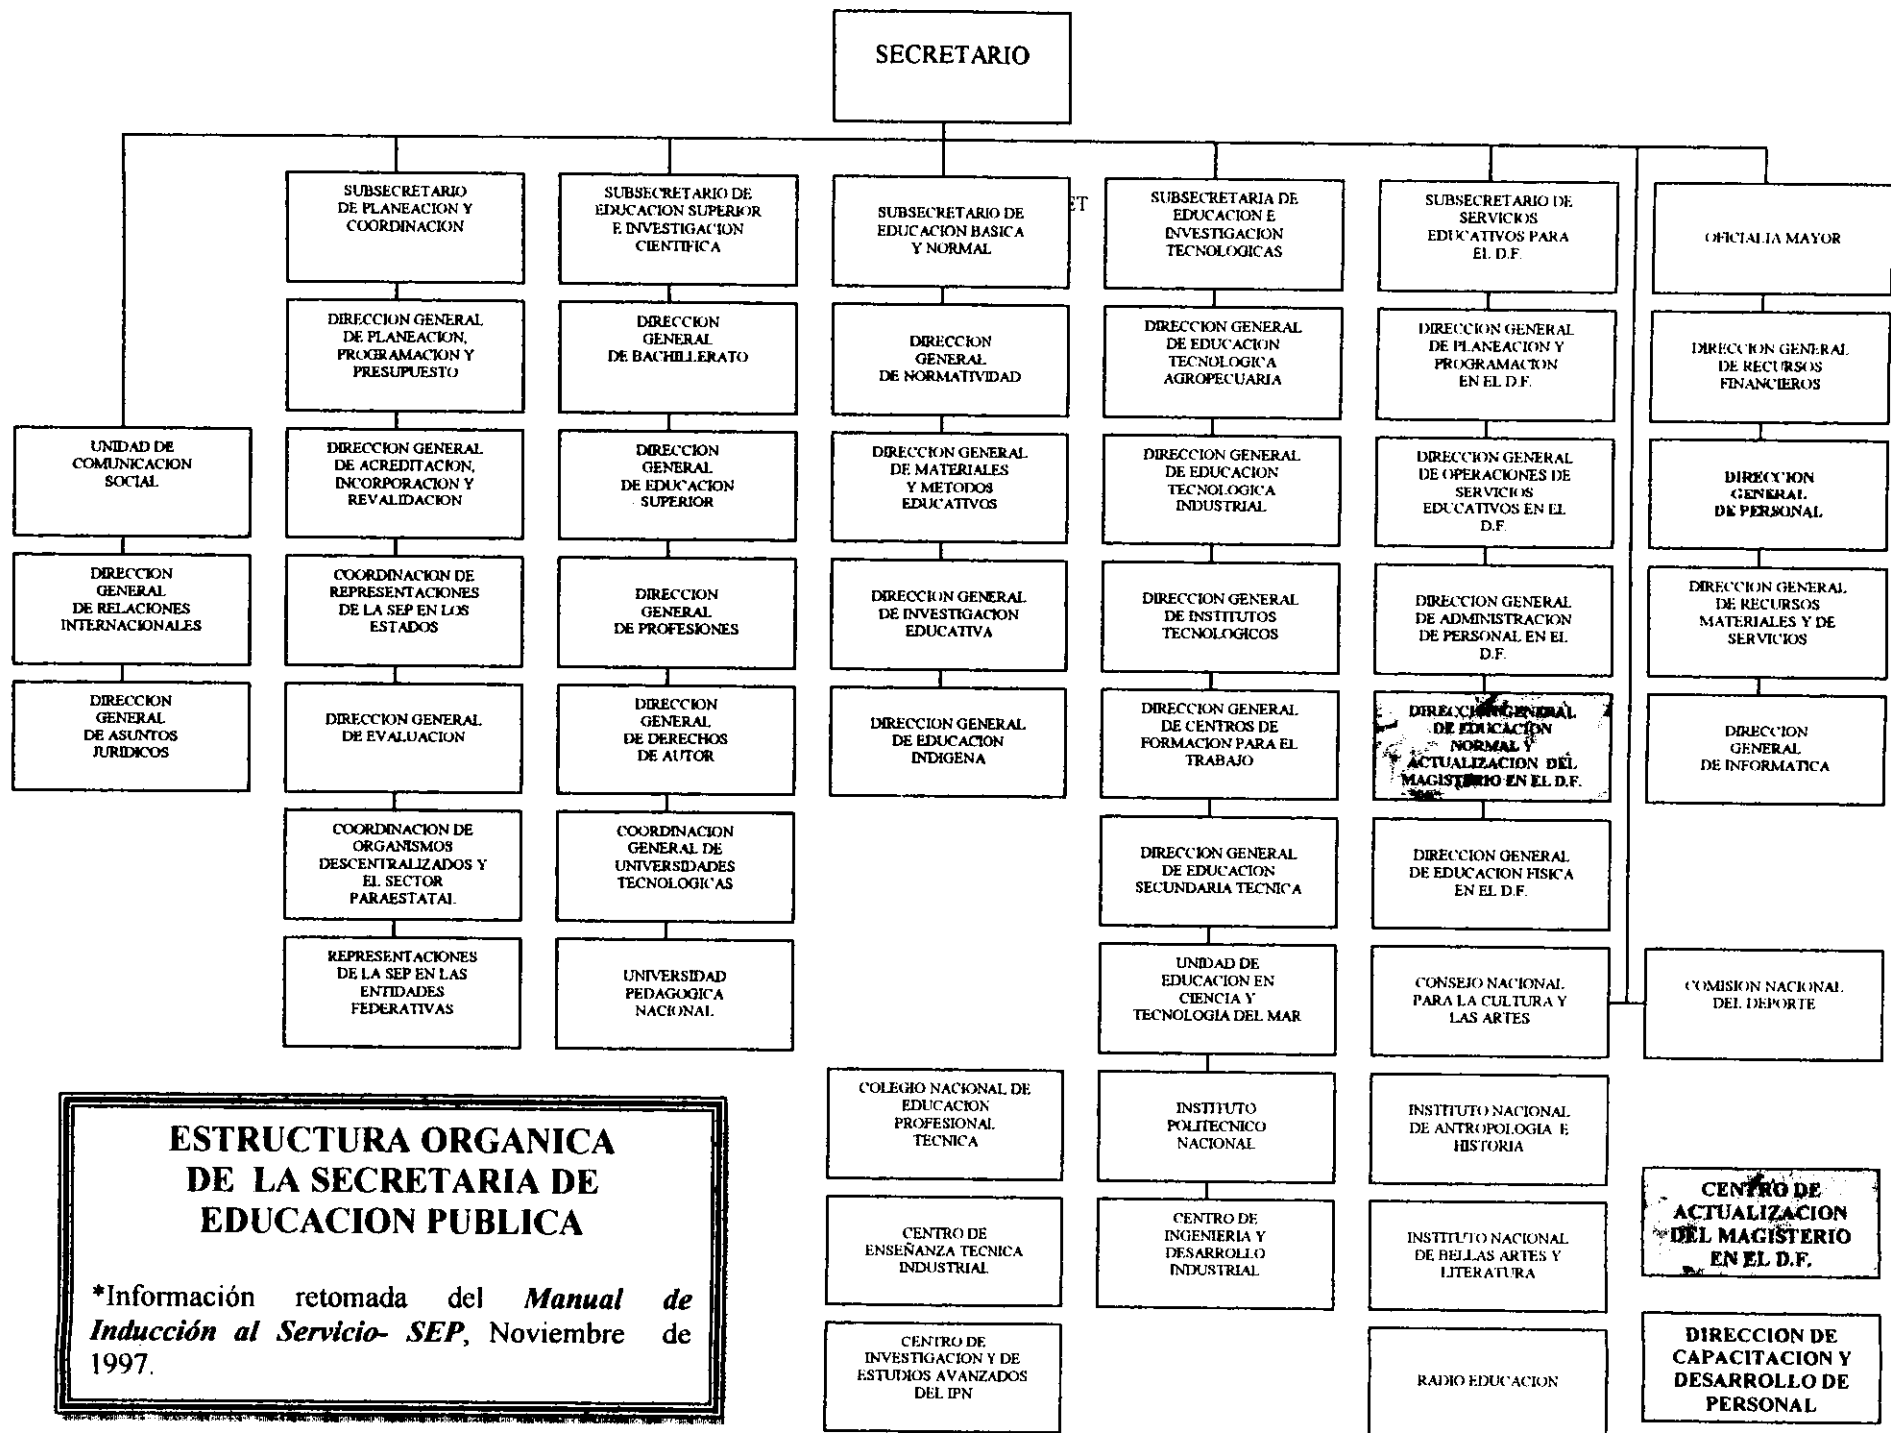 SECRETARIO
SUBSECRETARIO
DE PLANEACION Y
COORDINACION
SUBSECRETARIO DE
EDUCACION SUPERIOR
E INVESTIGACION
CIENTIFICA
SUBSECRETARIO DE
EDUCACION BASICA
Y NORMAL
ET
SUBSECRETARIA DE
EDUCACION E
INVESTIGACION
TECNOLOGICAS
SUBSECRETARIO DE
SERVICIOS
EDUCATIVOS PARA
EL D.F.
OFICIALIA MAYOR
DIRECCION GENERAL
DE PLANEACION,
PROGRAMACION Y
PRESUPUESTO
DIRECCION
GENERAL
DE BACHILLERATO
DIRECCION
GENERAL
DE NORMATIVIDAD
DIRECCION GENERAL
DE EDUCACION
TECNOLOGICA
AGROPECUARIA
DIRECCION GENERAL
DE PLANEACION Y
PROGRAMACION
EN EL D.F.
DIRECCION GENERAL
DE RECURSOS
FINANCIEROS
UNIDAD DE
COMUNICACION
SOCIAL
DIRECCION GENERAL
DE ACREDITACION,
INCORPORACION Y
REVALIDACION
DIRECCION
GENERAL
DE EDUCACION
SUPERIOR
DIRECCION GENERAL
DE MATERIALES
Y METODOS
EDUCATIVOS
DIRECCION GENERAL
DE EDUCACION
TECNOLOGICA
INDUSTRIAL
DIRECCION GENERAL
DE OPERACIONES DE
SERVICIOS
EDUCATIVOS EN EL
D.F.
DIRECCION
GENERAL
DE PERSONAL
DIRECCION
GENERAL
DE RELACIONES
INTERNACIONALES
COORDINACION DE
REPRESENTACIONES
DE LA SEP EN LOS
ESTADOS
DIRECCION
GENERAL
DE PROFESIONES
DIRECCION GENERAL
DE INVESTIGACION
EDUCATIVA
DIRECCION GENERAL
DE INSTITUTOS
TECNOLOGICOS
DIRECCION GENERAL
DE ADMINISTRACION
DE PERSONAL EN EL
D.F.
DIRECCION GENERAL
DE RECURSOS
MATERIALES Y DE
SERVICIOS
DIRECCION
GENERAL
DE ASUNTOS
JURIDICOS
DIRECCION GENERAL
DE EVALUACION
DIRECCION
GENERAL
DE DERECHOS
DE AUTOR
DIRECCION GENERAL
DE EDUCACION
INDIGENA
DIRECCION GENERAL
DE CENTROS DE
FORMACION PARA EL
TRABAJO
DIRECCION GENERAL
DE EDUCACION
NORMAL Y
ACTUALIZACION DEL
MAGISTERIO EN EL D.F.
DIRECCION
GENERAL
DE INFORMATICA
COORDINACION DE
ORGANISMOS
DESCENTRALIZADOS Y
EL SECTOR
PARAESTATAL
COORDINACION
GENERAL DE
UNIVERSIDADES
TECNOLOGICAS
DIRECCION GENERAL
DE EDUCACION
SECUNDARIA TECNICA
DIRECCION GENERAL
DE EDUCACION FISICA
EN EL D.F.
REPRESENTACIONES
DE LA SEP EN LAS
ENTIDADES
FEDERATIVAS
UNIVERSIDAD
PEDAGOGICA
NACIONAL
UNIDAD DE
EDUCACION EN
CIENCIA Y
TECNOLOGIA DEL MAR
CONSEJO NACIONAL
PARA LA CULTURA Y
LAS ARTES
COMISION NACIONAL
DEL DEPORTE
COLEGIO NACIONAL DE
EDUCACION
PROFESIONAL
TECNICA
INSTITUTO
POLITECNICO
NACIONAL
INSTITUTO NACIONAL
DE ANTROPOLOGIA E
HISTORIA
CENTRO DE
ACTUALIZACION
DEL MAGISTERIO
EN EL D.F.
CENTRO DE
ENSEÑANZA TECNICA
INDUSTRIAL
CENTRO DE
INGENIERIA Y
DESARROLLO
INDUSTRIAL
INSTITUTO NACIONAL
DE BELLAS ARTES Y
LITERATURA
CENTRO DE
INVESTIGACION Y DE
ESTUDIOS AVANZADOS
DEL IPN
RADIO EDUCACION
DIRECCION DE
CAPACITACION Y
DESARROLLO DE
PERSONAL
ESTRUCTURA ORGANICA
DE LA SECRETARIA DE
EDUCACION PUBLICA
*Información retomada del Manual de
Inducción al Servicio- SEP, Noviembre de
1997.